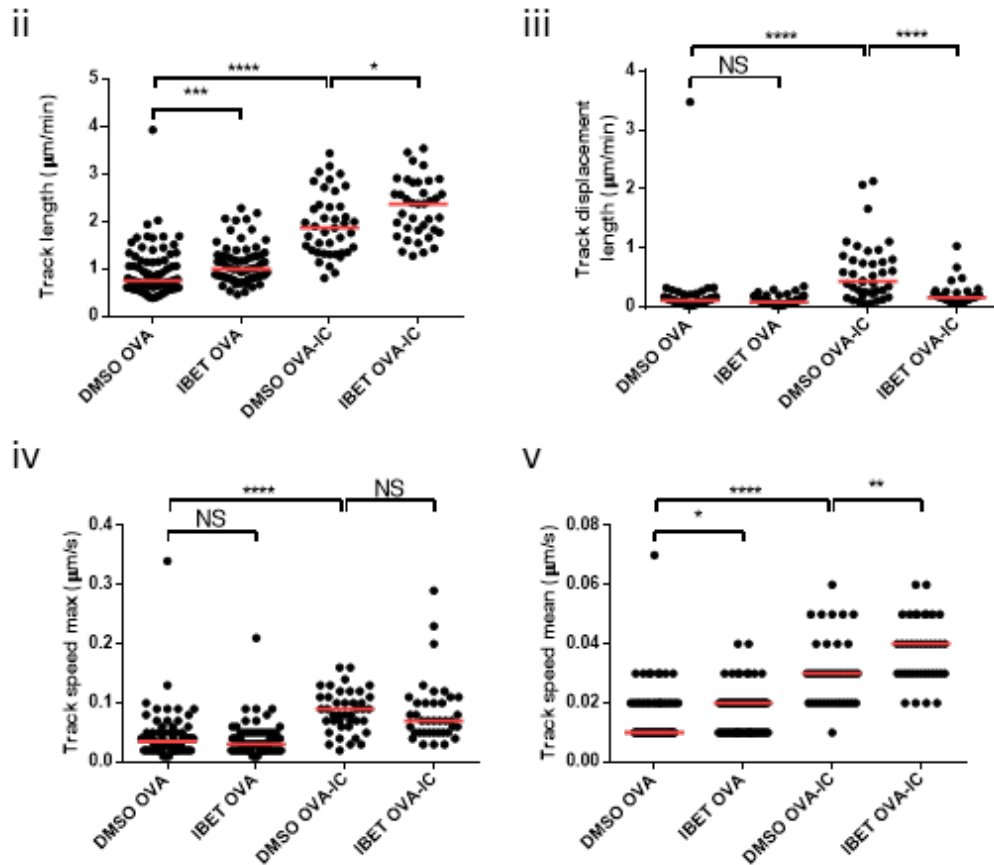 ii
****
***
*
Track length (μm/min)
5
4
3
2
1
0
DMSO OVA
IBET OVA
DMSO OVA-IC
IBET OVA-IC
iii
****
****
NS
Track displacement
length (μm/min)
4
3
2
1
0
DMSO OVA
IBET OVA
DMSO OVA-IC
IBET OVA-IC
iv
****
NS
NS
Track speed max (μm/s)
0.4
0.3
0.2
0.1
0.0
DMSO OVA
IBET OVA
DMSO OVA-IC
IBET OVA-IC
v
****
**
*
Track speed mean (μm/s)
0.08
0.06
0.04
0.02
0.00
DMSO OVA
IBET OVA
DMSO OVA-IC
IBET OVA-IC